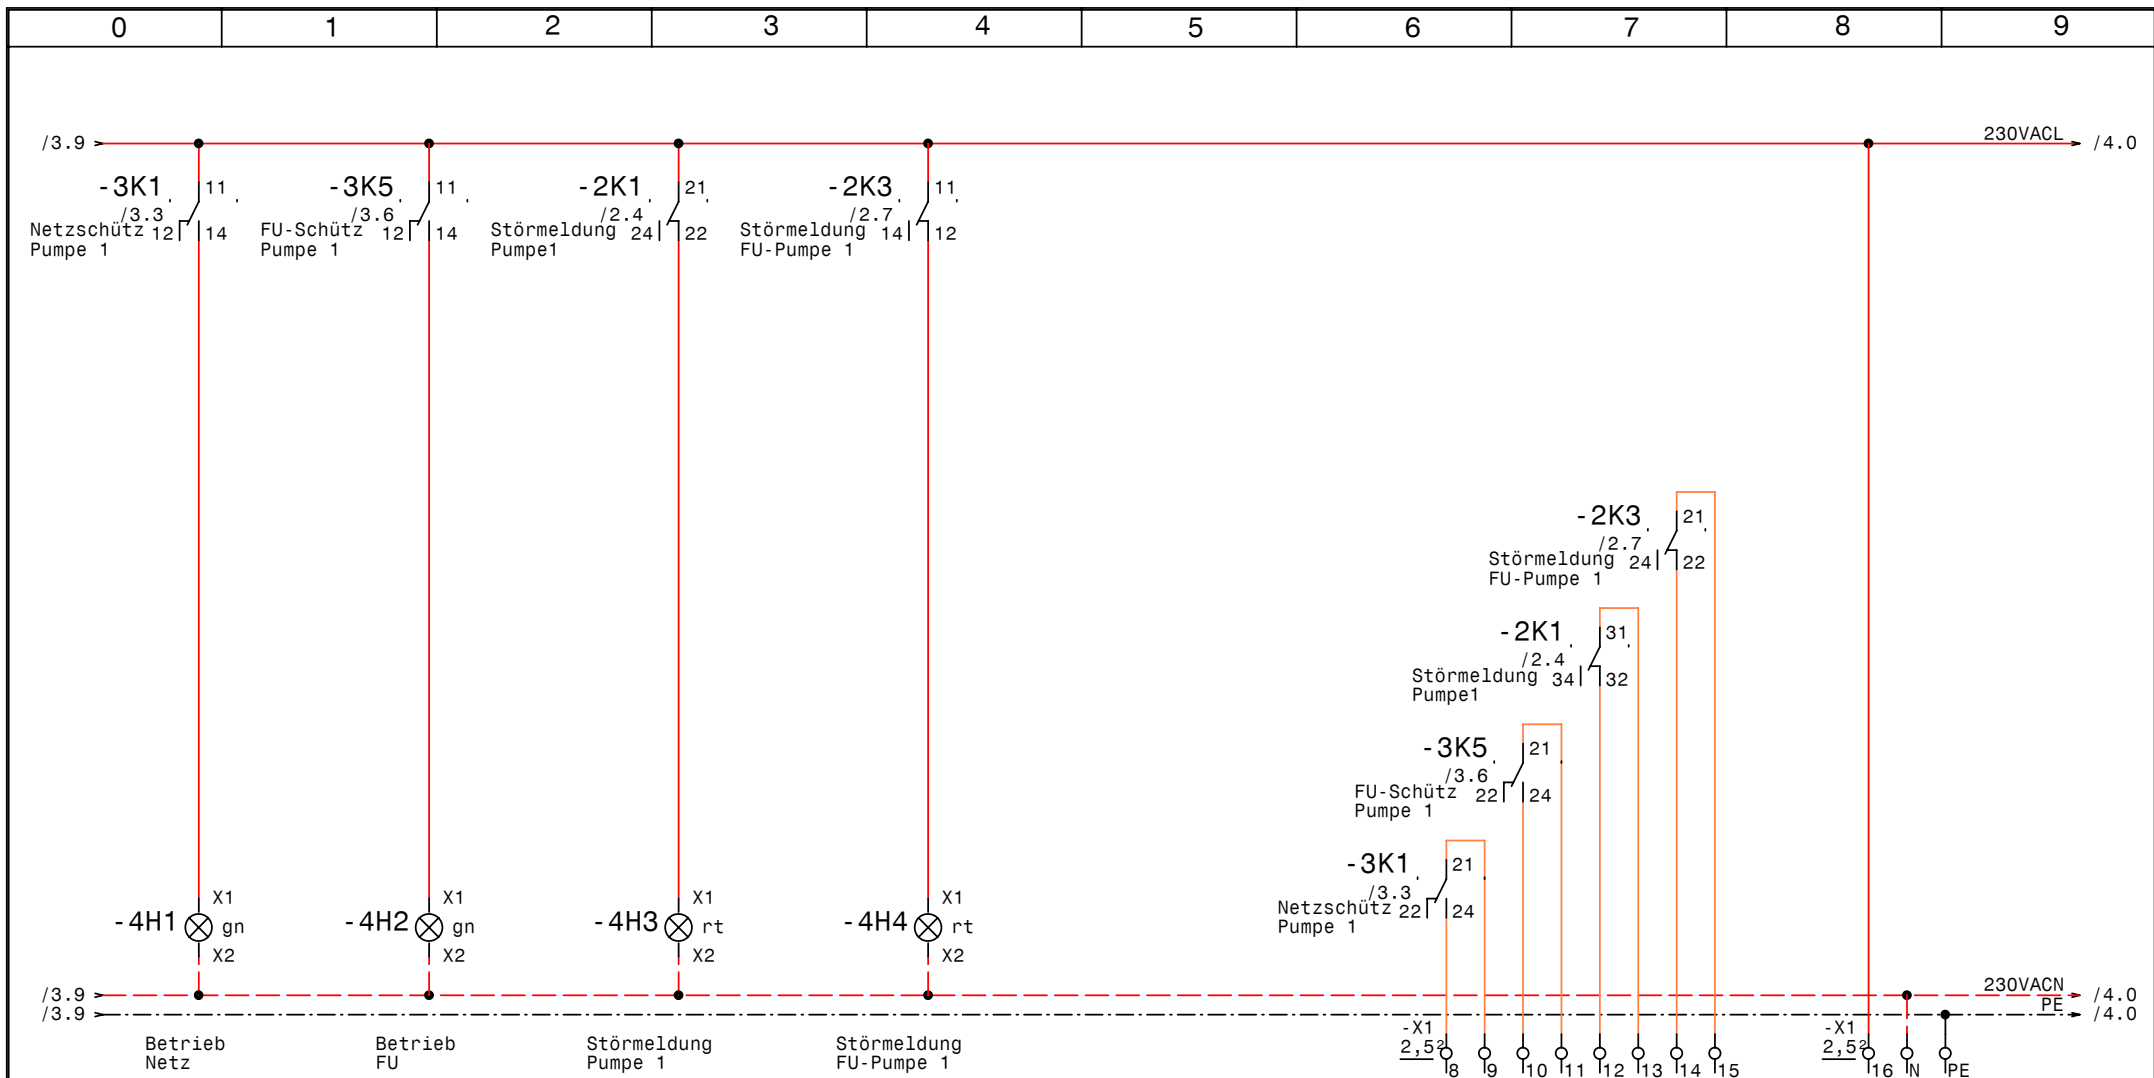 0 1 2 3 4 5 6 7 8 9
/3.9 230VACL /4.0
-3K1 11
/3.3
Netzschütz 12 14
Pumpe 1
-3K5 11
/3.6
FU-Schütz 12 14
Pumpe 1
-2K1 21
/2.4
Störmeldung 24 22
Pumpe1
-2K3 11
/2.7
Störmeldung 14 12
FU-Pumpe 1
-2K3 21
/2.7
Störmeldung 24 22
FU-Pumpe 1
-2K1 31
/2.4
Störmeldung 34 32
Pumpe1
-3K5 21
/3.6
FU-Schütz 22 24
Pumpe 1
-3K1 21
/3.3
Netzschütz 22 24
Pumpe 1
X1
-4H1 gn
X2
X1
-4H2 gn
X2
X1
-4H3 rt
X2
X1
-4H4 rt
X2
/3.9 230VACN /4.0
/3.9 PE /4.0
Betrieb
Netz
Betrieb
FU
Störmeldung
Pumpe 1
Störmeldung
FU-Pumpe 1
-X1
2,5²
8 9 10 11 12 13 14 15
-X1
2,5²
16 N PE